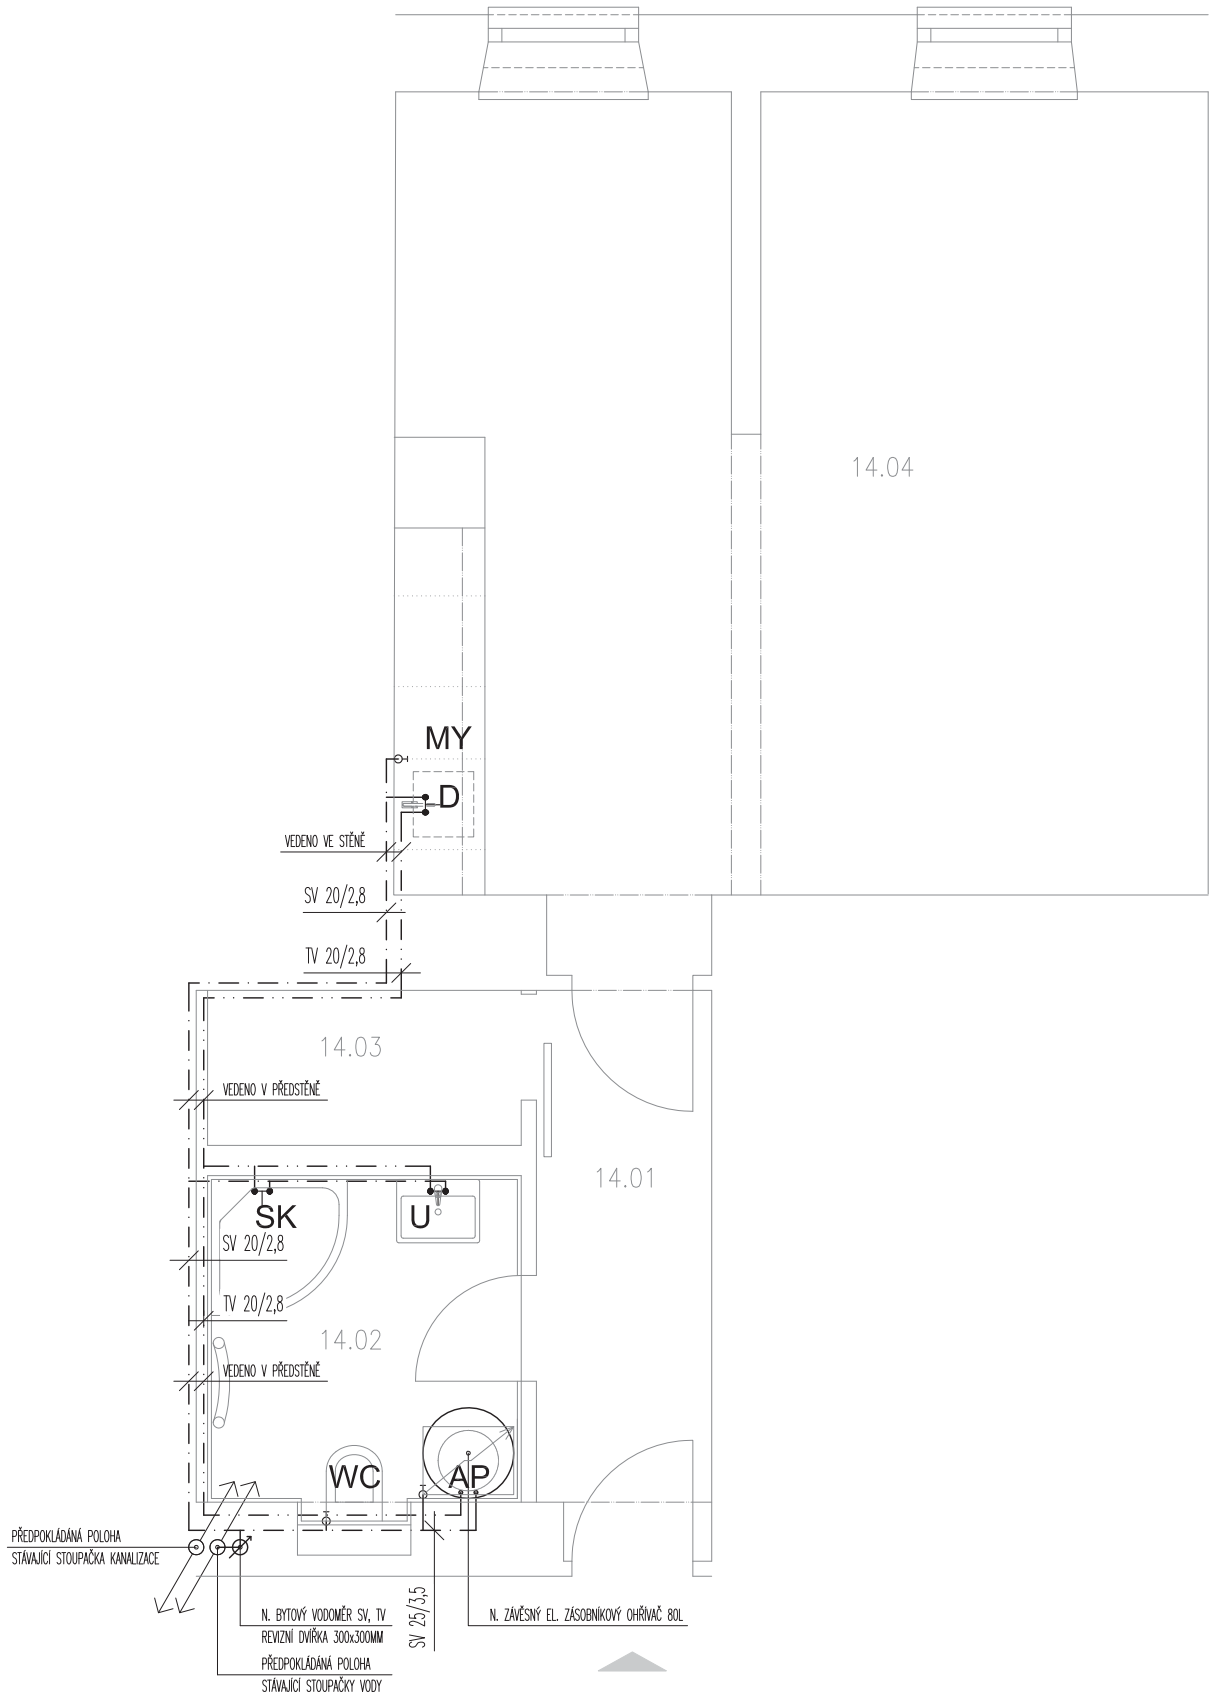 14.04
MY
D
VEDENO VE STĚNĚ
SV 20/2,8
TV 20/2,8
14.03
VEDENO V PŘEDSTĚNĚ
14.01
SK
U
SV 20/2,8
TV 20/2,8
14.02
VEDENO V PŘEDSTĚNĚ
WC
AP
PŘEDPOKLÁDÁNÁ POLOHA
STÁVAJÍCÍ STOUPAČKA KANALIZACE
N. BYTOVÝ VODOMĚR SV, TV
REVIZNÍ DVÍŘKA 300x300MM
SV 25/3,5
N. ZÁVĚSNÝ EL. ZÁSOBNÍKOVÝ OHŘÍVAČ 80L
PŘEDPOKLÁDÁNÁ POLOHA
STÁVAJÍCÍ STOUPAČKY VODY